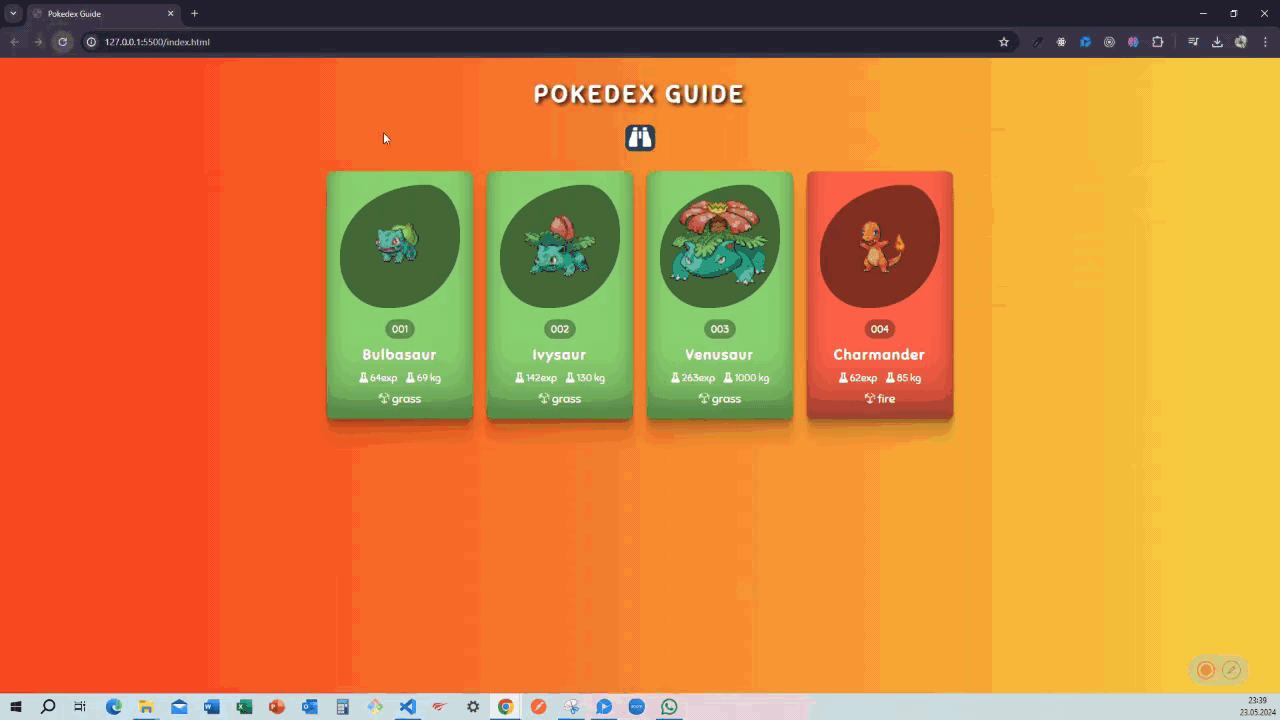 Pokedex Guide
127.0.0.1:5500/index.html
POKEDEX GUIDE
001
Bulbasaur
64exp 69 kg
grass
002
Ivysaur
142exp 130 kg
grass
003
Venusaur
263exp 1000 kg
grass
004
Charmander
62exp 85 kg
fire
23:39
23.05.2024